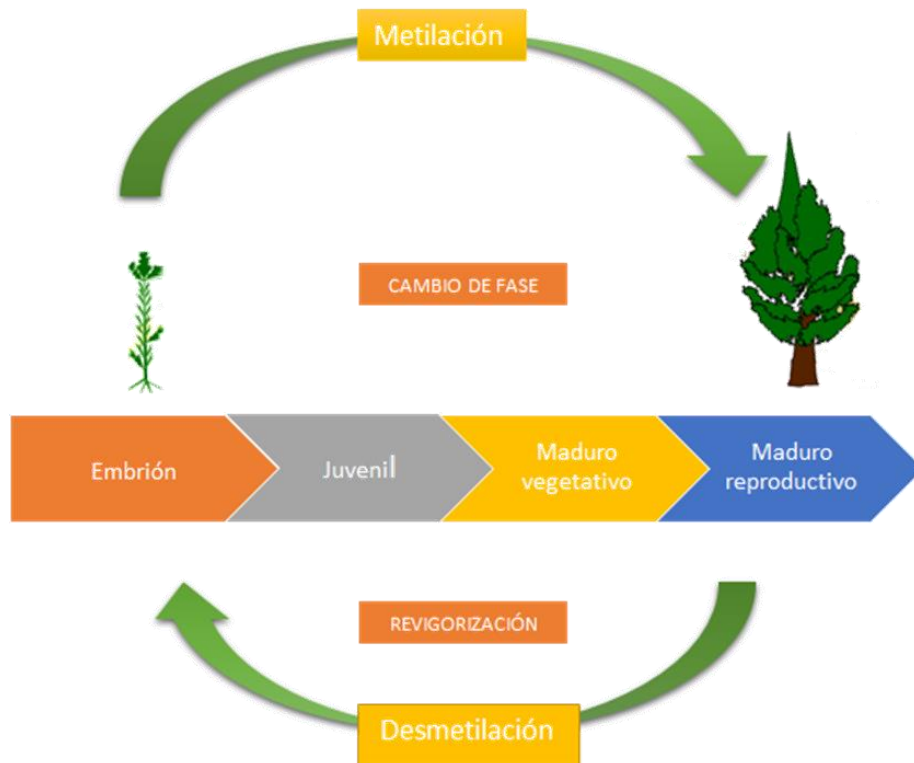 Metilación
CAMBIO DE FASE
Embrión
Juvenil
Maduro
vegetativo
Maduro
reproductivo
REVIGORIZACIÓN
Desmetilación